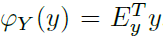 φ_Y(y) = E_y^T y